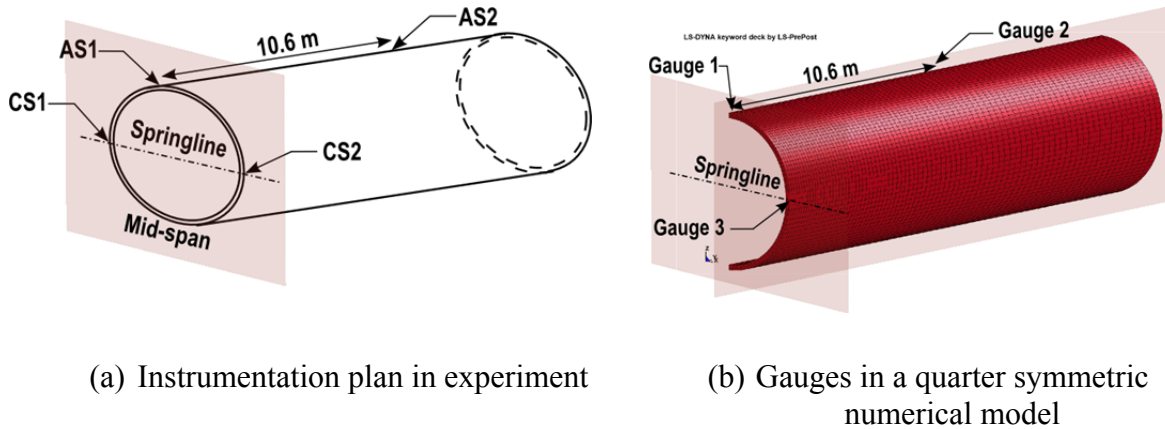 AS2
10.6 m
AS1
CS1
Springline
CS2
Mid-span
LS-DYNA keyword deck by LS-PrePost
Gauge 2
Gauge 1
10.6 m
Springline
Gauge 3
z
(a) Instrumentation plan in experiment
(b) Gauges in a quarter symmetric
numerical model